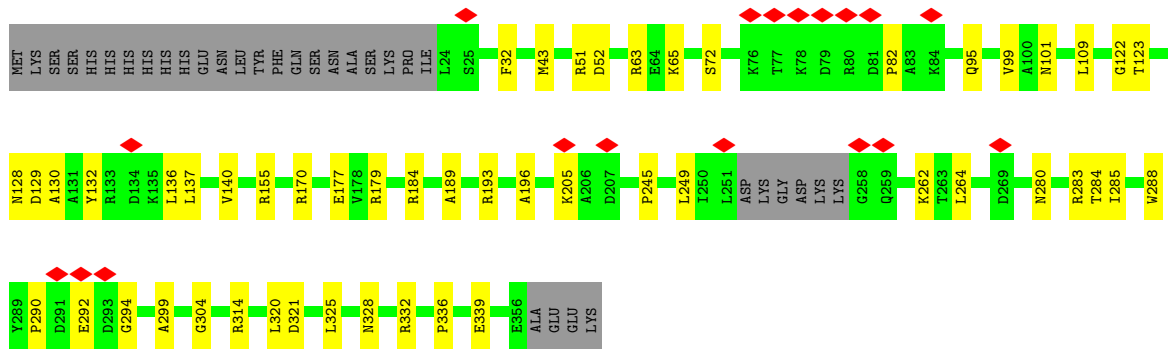 MET LYS SER SER HIS HIS HIS HIS HIS HIS GLU ASN LEU TYR PHE GLN SER ASN ALA SER LYS PRO ILE L24 S25 F32 M43 R51 D52 R63 E64 K65 S72 K76 T77 K78 D79 R80 D81 P82 A83 K84 Q95 V99 A100 N101 L109 G122 T123
N128 D129 A130 A131 Y132 R133 D134 K135 L136 L137 V140 R155 R170 E177 V178 R179 R184 A189 R193 A196 K205 A206 D207 P245 L249 I250 L251 ASP LYS GLY ASP LYS LYS G258 Q259 K262 T263 L264 D269 N280 R283 T284 I285 W288
Y289 P290 D291 E292 D293 G294 A299 G304 R314 L320 D321 L325 N328 R332 P336 E339 E356 ALA GLU GLU LYS